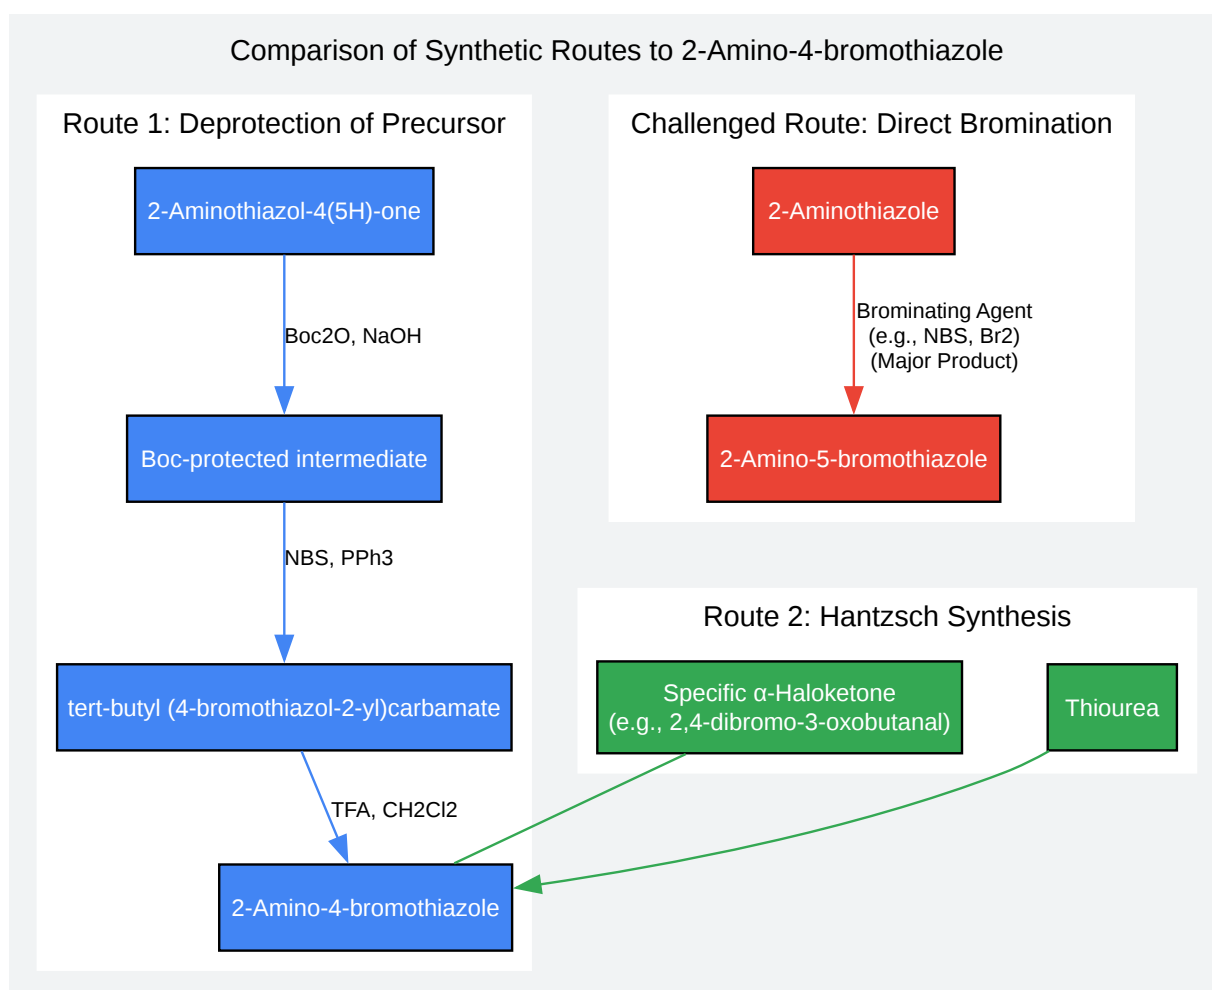 Comparison of Synthetic Routes to 2-Amino-4-bromothiazole
Route 1: Deprotection of Precursor
2-Aminothiazol-4(5H)-one
Boc2O, NaOH
Boc-protected intermediate
NBS, PPh3
tert-butyl (4-bromothiazol-2-yl)carbamate
TFA, CH2Cl2
2-Amino-4-bromothiazole
Challenged Route: Direct Bromination
2-Aminothiazole
Brominating Agent
(e.g., NBS, Br2)
(Major Product)
2-Amino-5-bromothiazole
Route 2: Hantzsch Synthesis
Specific α-Haloketone
(e.g., 2,4-dibromo-3-oxobutanal)
Thiourea